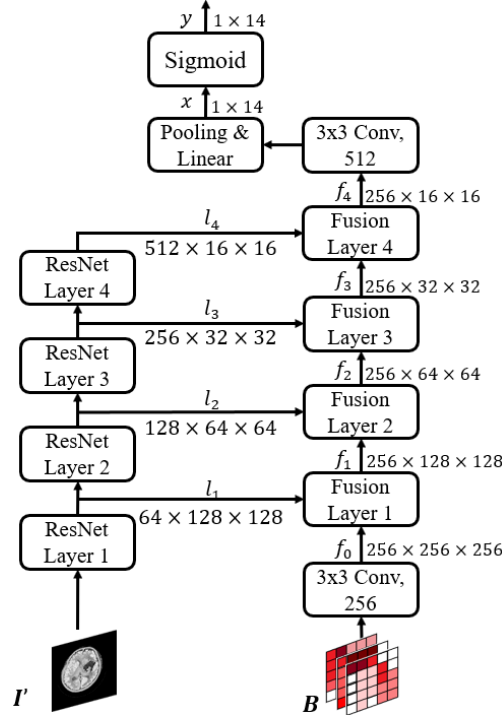 y 1 × 14
Sigmoid
x 1 × 14
Pooling &
Linear
3x3 Conv,
512
f₄ 256 × 16 × 16
l₄
512 × 16 × 16
Fusion
Layer 4
ResNet
Layer 4
f₃ 256 × 32 × 32
l₃
256 × 32 × 32
Fusion
Layer 3
ResNet
Layer 3
f₂ 256 × 64 × 64
l₂
128 × 64 × 64
Fusion
Layer 2
ResNet
Layer 2
f₁ 256 × 128 × 128
l₁
64 × 128 × 128
Fusion
Layer 1
ResNet
Layer 1
f₀ 256 × 256 × 256
3x3 Conv,
256
I'
B